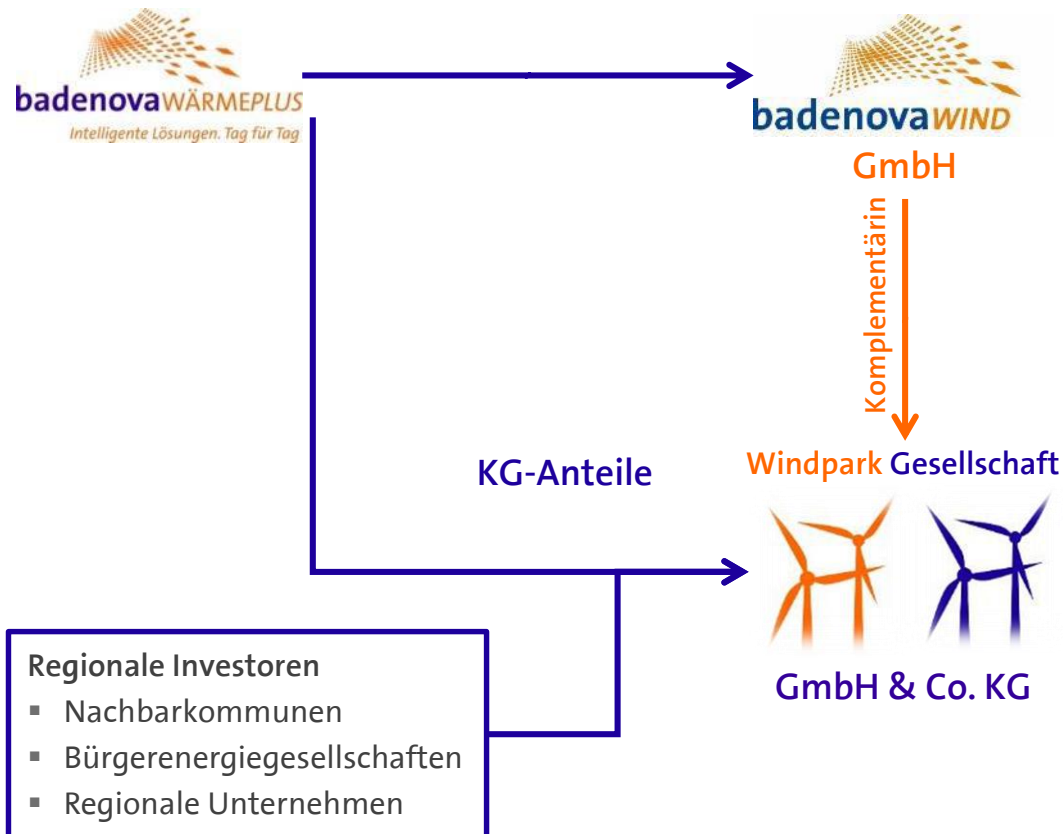 badenovaWÄRMEPLUS
Intelligente Lösungen. Tag für Tag
badenovaWIND
GmbH
Komplementärin
KG-Anteile
Windpark Gesellschaft
GmbH & Co. KG
Regionale Investoren
▪ Nachbarkommunen
▪ Bürgerenergiegesellschaften
▪ Regionale Unternehmen